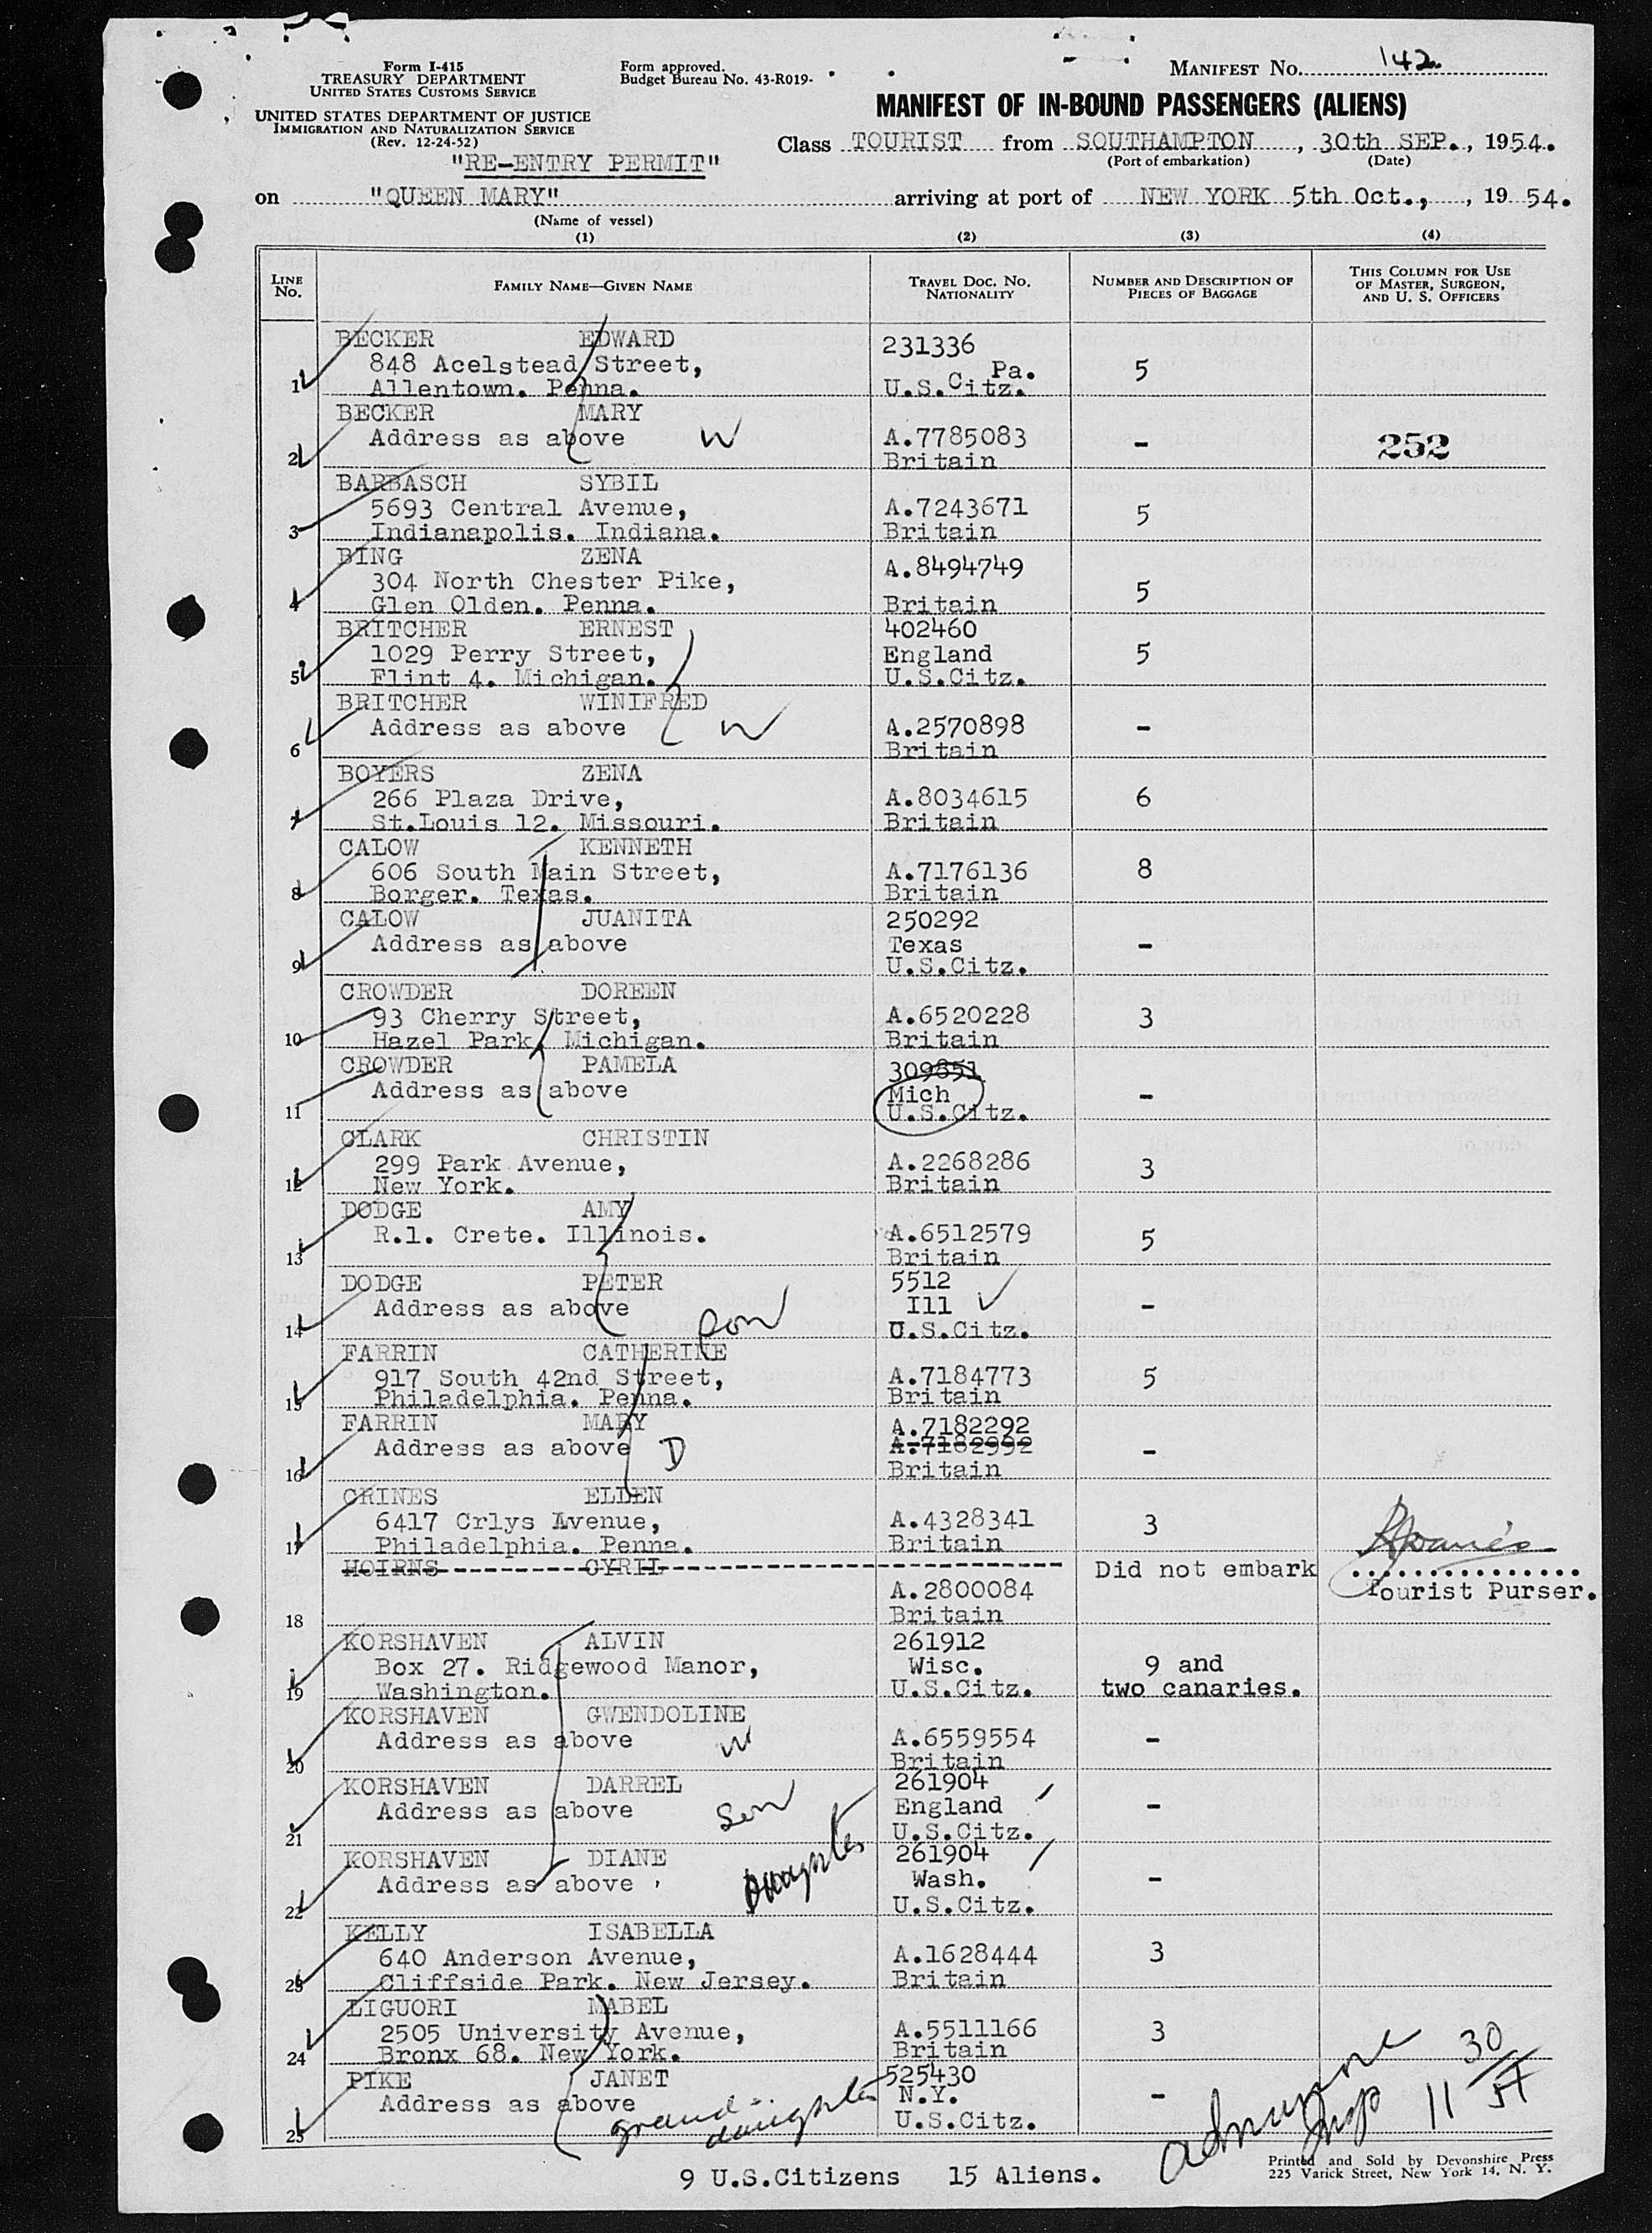 Form I-415
TREASURY DEPARTMENT
UNITED STATES CUSTOMS SERVICE
UNITED STATES DEPARTMENT OF JUSTICE
IMMIGRATION AND NATURALIZATION SERVICE
(Rev. 12-24-52)
"RE-ENTRY PERMIT"
Form approved.
Budget Bureau No. 43-R019-
MANIFEST NO. 142
MANIFEST OF IN-BOUND PASSENGERS (ALIENS)
Class TOURIST from SOUTHAMPTON, 30th SEP., 1954.
(Port of embarkation) (Date)
on "QUEEN MARY" arriving at port of NEW YORK 5th Oct., , 19 54.
(Name of vessel)
(1) (2) (3) (4)
LINE NO. FAMILY NAME—GIVEN NAME TRAVEL DOC. NO. NATIONALITY NUMBER AND DESCRIPTION OF PIECES OF BAGGAGE THIS COLUMN FOR USE OF MASTER, SURGEON, AND U. S. OFFICERS
BECKER EDWARD 231336
848 Acelstead Street, Pa. 5
1 Allentown. Penna. U.S.Citz.
BECKER MARY
Address as above W A.7785083 - 252
2 Britain
BARBASCH SYBIL
5693 Central Avenue, A.7243671 5
3 Indianapolis. Indiana. Britain
BING ZENA A.8494749
304 North Chester Pike, 5
4 Glen Olden. Penna. Britain
BRITCHER ERNEST 402460
1029 Perry Street, England 5
5 Flint 4. Michigan. U.S.Citz.
BRITCHER WINIFRED
Address as above W A.2570898 -
6 Britain
BOYERS ZENA
266 Plaza Drive, A.8034615 6
7 St.Louis 12. Missouri. Britain
CALOW KENNETH
606 South Main Street, A.7176136 8
8 Borger. Texas. Britain
CALOW JUANITA 250292
Address as above Texas -
9 U.S.Citz.
CROWDER DOREEN
93 Cherry Street, A.6520228 3
10 Hazel Park. Michigan. Britain
CROWDER PAMELA 309851
Address as above Mich -
11 U.S.Citz.
CLARK CHRISTIN
299 Park Avenue, A.2268286 3
12 New York. Britain
DODGE AMY
R.l. Crete. Illinois. A.6512579 5
13 Britain
DODGE PETER 5512
Address as above Ill -
14 son U.S.Citz.
FARRIN CATHERINE
917 South 42nd Street, A.7184773 5
15 Philadelphia. Penna. Britain
FARRIN MARY A.7182292
Address as above D A.7182992 -
16 Britain
CRINES ELLEN
6417 Crlys Avenue, A.4328341 3
17 Philadelphia. Penna. Britain
HOIRNS CYRIL Did not embark
A.2800084 Tourist Purser.
18 Britain
KORSHAVEN ALVIN 261912
Box 27. Ridgewood Manor, Wisc. 9 and
19 Washington. U.S.Citz. two canaries.
KORSHAVEN GWENDOLINE
Address as above W A.6559554 -
20 Britain
KORSHAVEN DARREL 261904
Address as above Son England -
21 U.S.Citz.
KORSHAVEN DIANE 261904
Address as above Daughter Wash. -
22 U.S.Citz.
KELLY ISABELLA
640 Anderson Avenue, A.1628444 3
23 Cliffside Park. New Jersey. Britain
LIGUORI MABEL
2505 University Avenue, A.5511166 3
24 Bronx 68. New York. Britain
PIKE JANET 525430
Address as above N.Y. -
25 grand-daughter U.S.Citz.
11 30
54
9 U.S.Citizens 15 Aliens.
Printed and Sold by Devonshire Press
225 Varick Street, New York 14, N. Y.